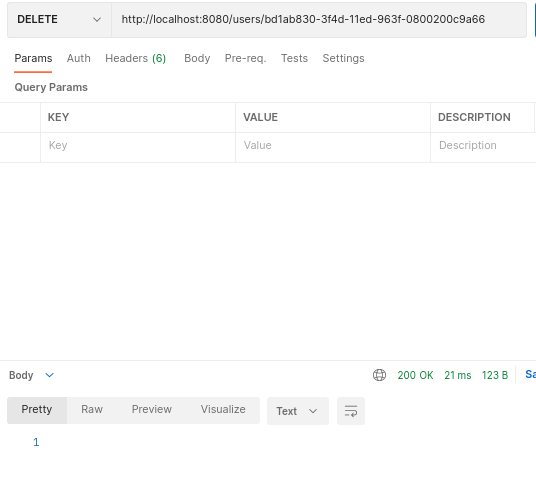 DELETE http://localhost:8080/users/bd1ab830-3f4d-11ed-963f-0800200c9a66
Params Auth Headers (6) Body Pre-req. Tests Settings
Query Params
KEY VALUE DESCRIPTION
Key Value Description
Body 200 OK 21 ms 123 B Sa
Pretty Raw Preview Visualize Text
1